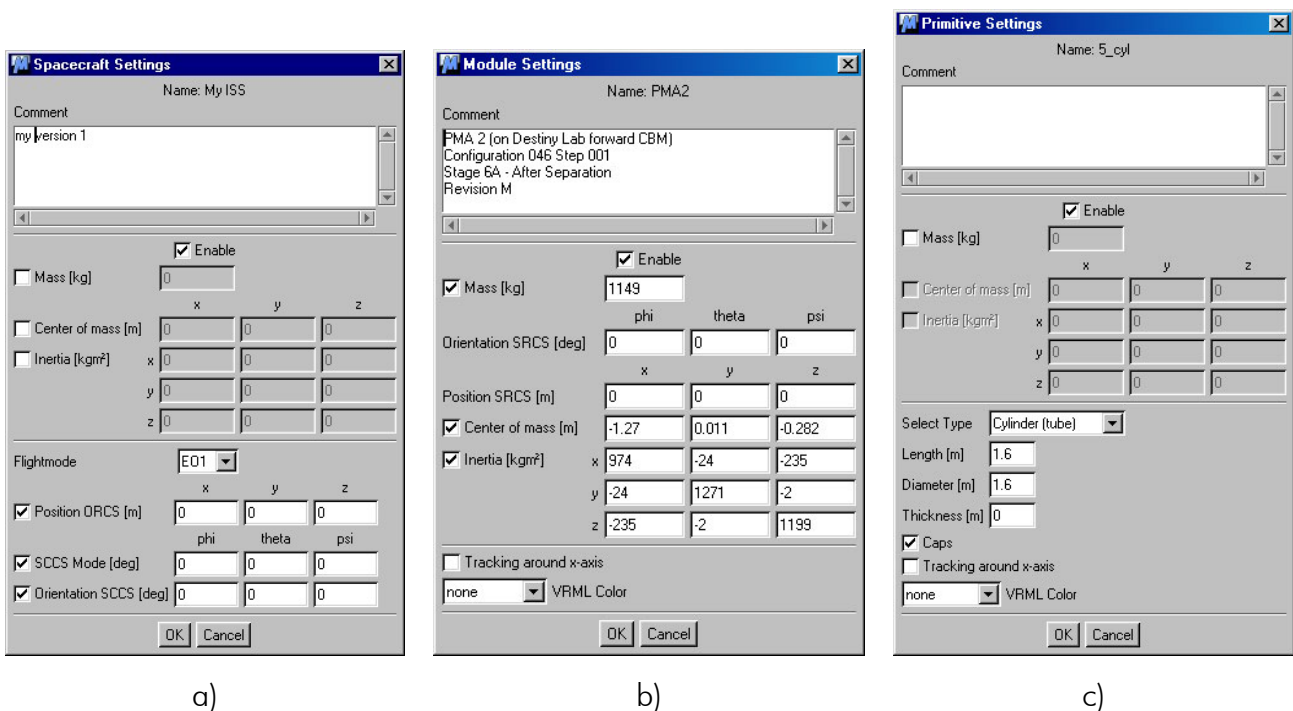 Spacecraft Settings
Name: My ISS
Comment
my version 1
Enable
Mass [kg] 0
x y z
Center of mass [m] 0 0 0
Inertia [kgm²] x 0 0 0
y 0 0 0
z 0 0 0
Flightmode EO1
x y z
Position ORCS [m] 0 0 0
phi theta psi
SCCS Mode [deg] 0 0 0
Orientation SCCS [deg] 0 0 0
OK Cancel
a)
Module Settings
Name: PMA2
Comment
PMA 2 (on Destiny Lab forward CBM)
Configuration 046 Step 001
Stage 6A - After Separation
Revision M
Enable
Mass [kg] 1149
phi theta psi
Orientation SRCS [deg] 0 0 0
x y z
Position SRCS [m] 0 0 0
Center of mass [m] -1.27 0.011 -0.282
Inertia [kgm²] x 974 -24 -235
y -24 1271 -2
z -235 -2 1199
Tracking around x-axis
none VRML Color
OK Cancel
b)
Primitive Settings
Name: 5_cyl
Comment
Enable
Mass [kg] 0
x y z
Center of mass [m] 0 0 0
Inertia [kgm²] x 0 0 0
y 0 0 0
z 0 0 0
Select Type Cylinder (tube)
Length [m] 1.6
Diameter [m] 1.6
Thickness [m] 0
Caps
Tracking around x-axis
none VRML Color
OK Cancel
c)